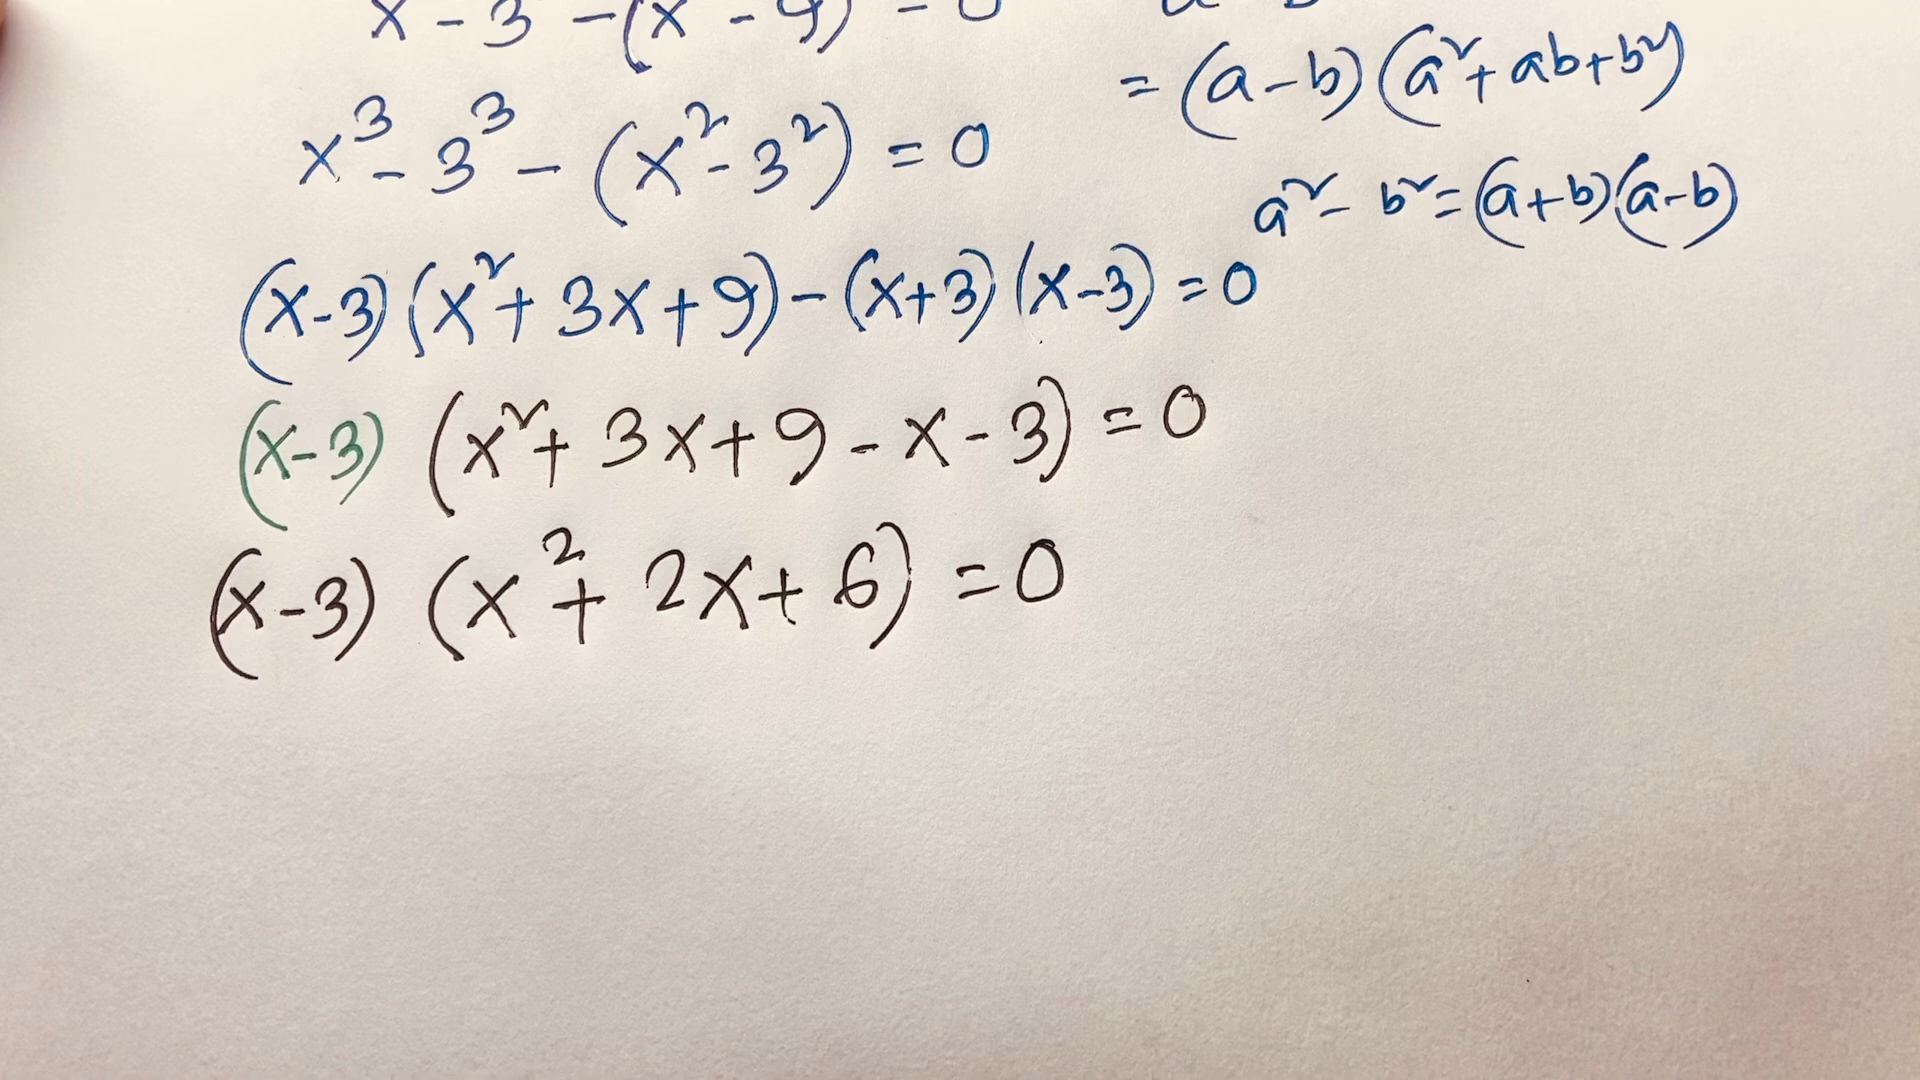 x³ - 3³ - (x² - 3²) = 0
(x-3)(x² + 3x + 9) - (x+3)(x-3) = 0
(x-3) (x² + 3x + 9 - x - 3) = 0
(x-3) (x² + 2x + 6) = 0
= (a-b)(a² + ab + b²)
a² - b² = (a+b)(a-b)